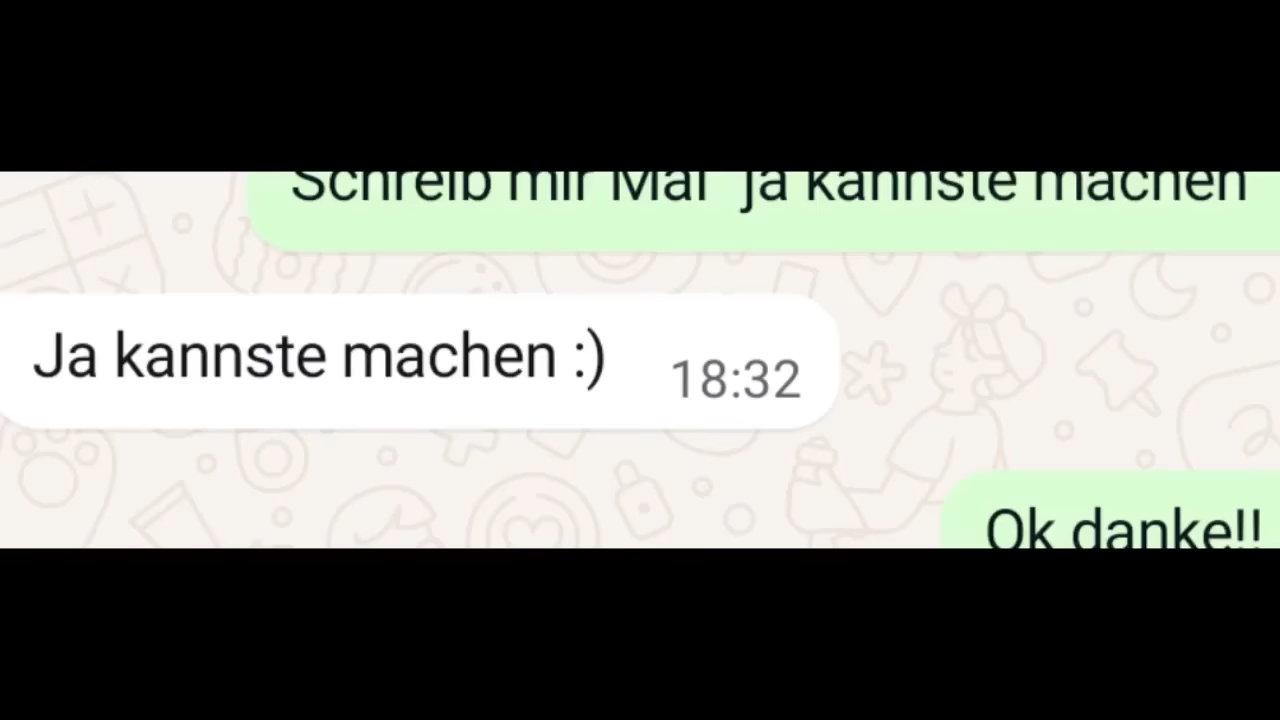 Schreib mir Mal ja kannste machen
Ja kannste machen :)
18:32
Ok danke!!